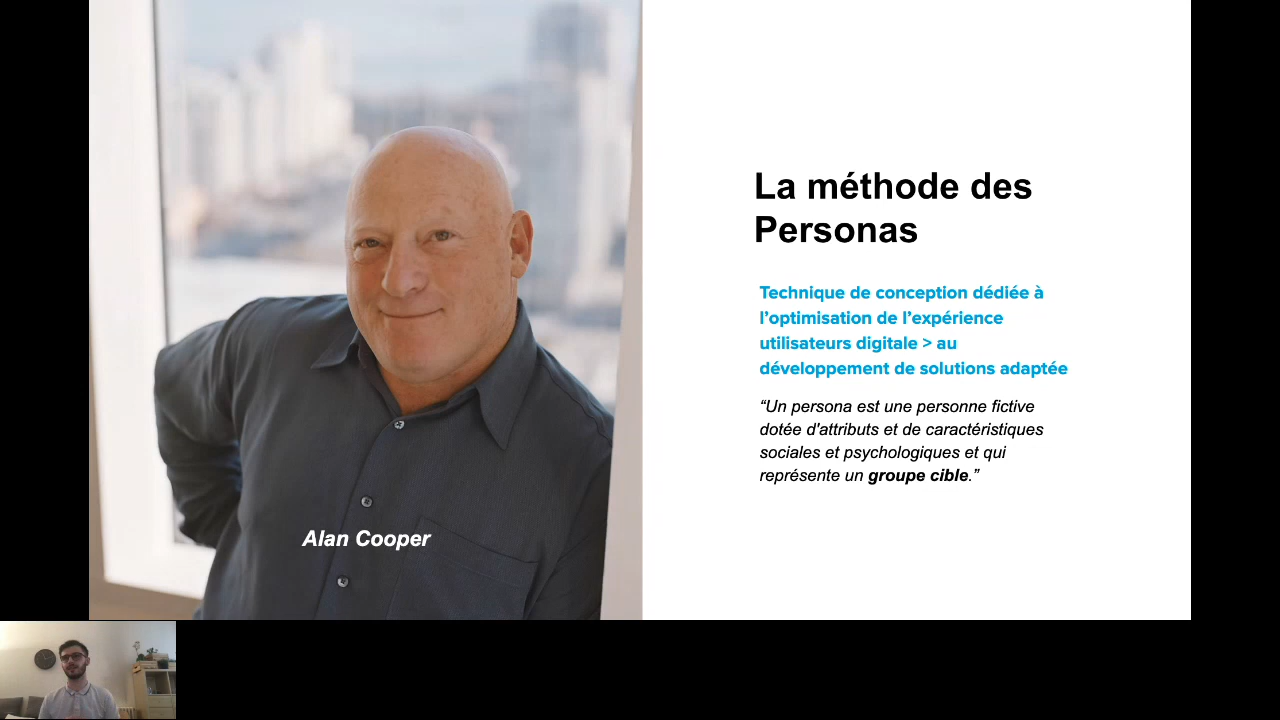 La méthode des
Personas
Technique de conception dédiée à
l’optimisation de l’expérience
utilisateurs digitale > au
développement de solutions adaptée
“Un persona est une personne fictive
dotée d'attributs et de caractéristiques
sociales et psychologiques et qui
représente un groupe cible.”
Alan Cooper